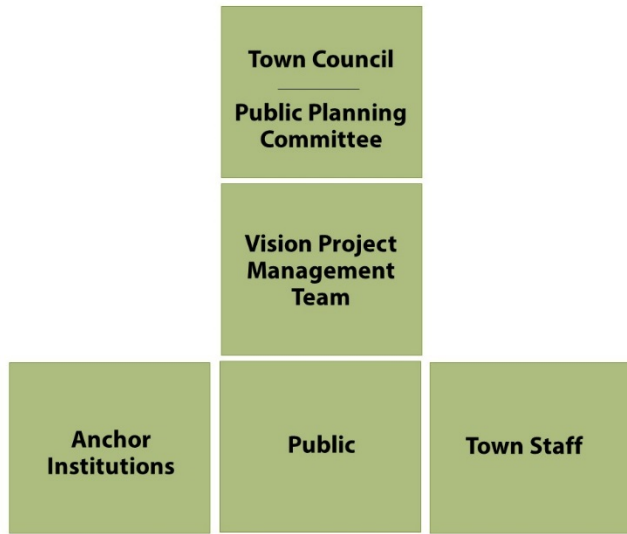 Town Council
Public Planning
Committee
Vision Project
Management
Team
Anchor
Institutions
Public
Town Staff